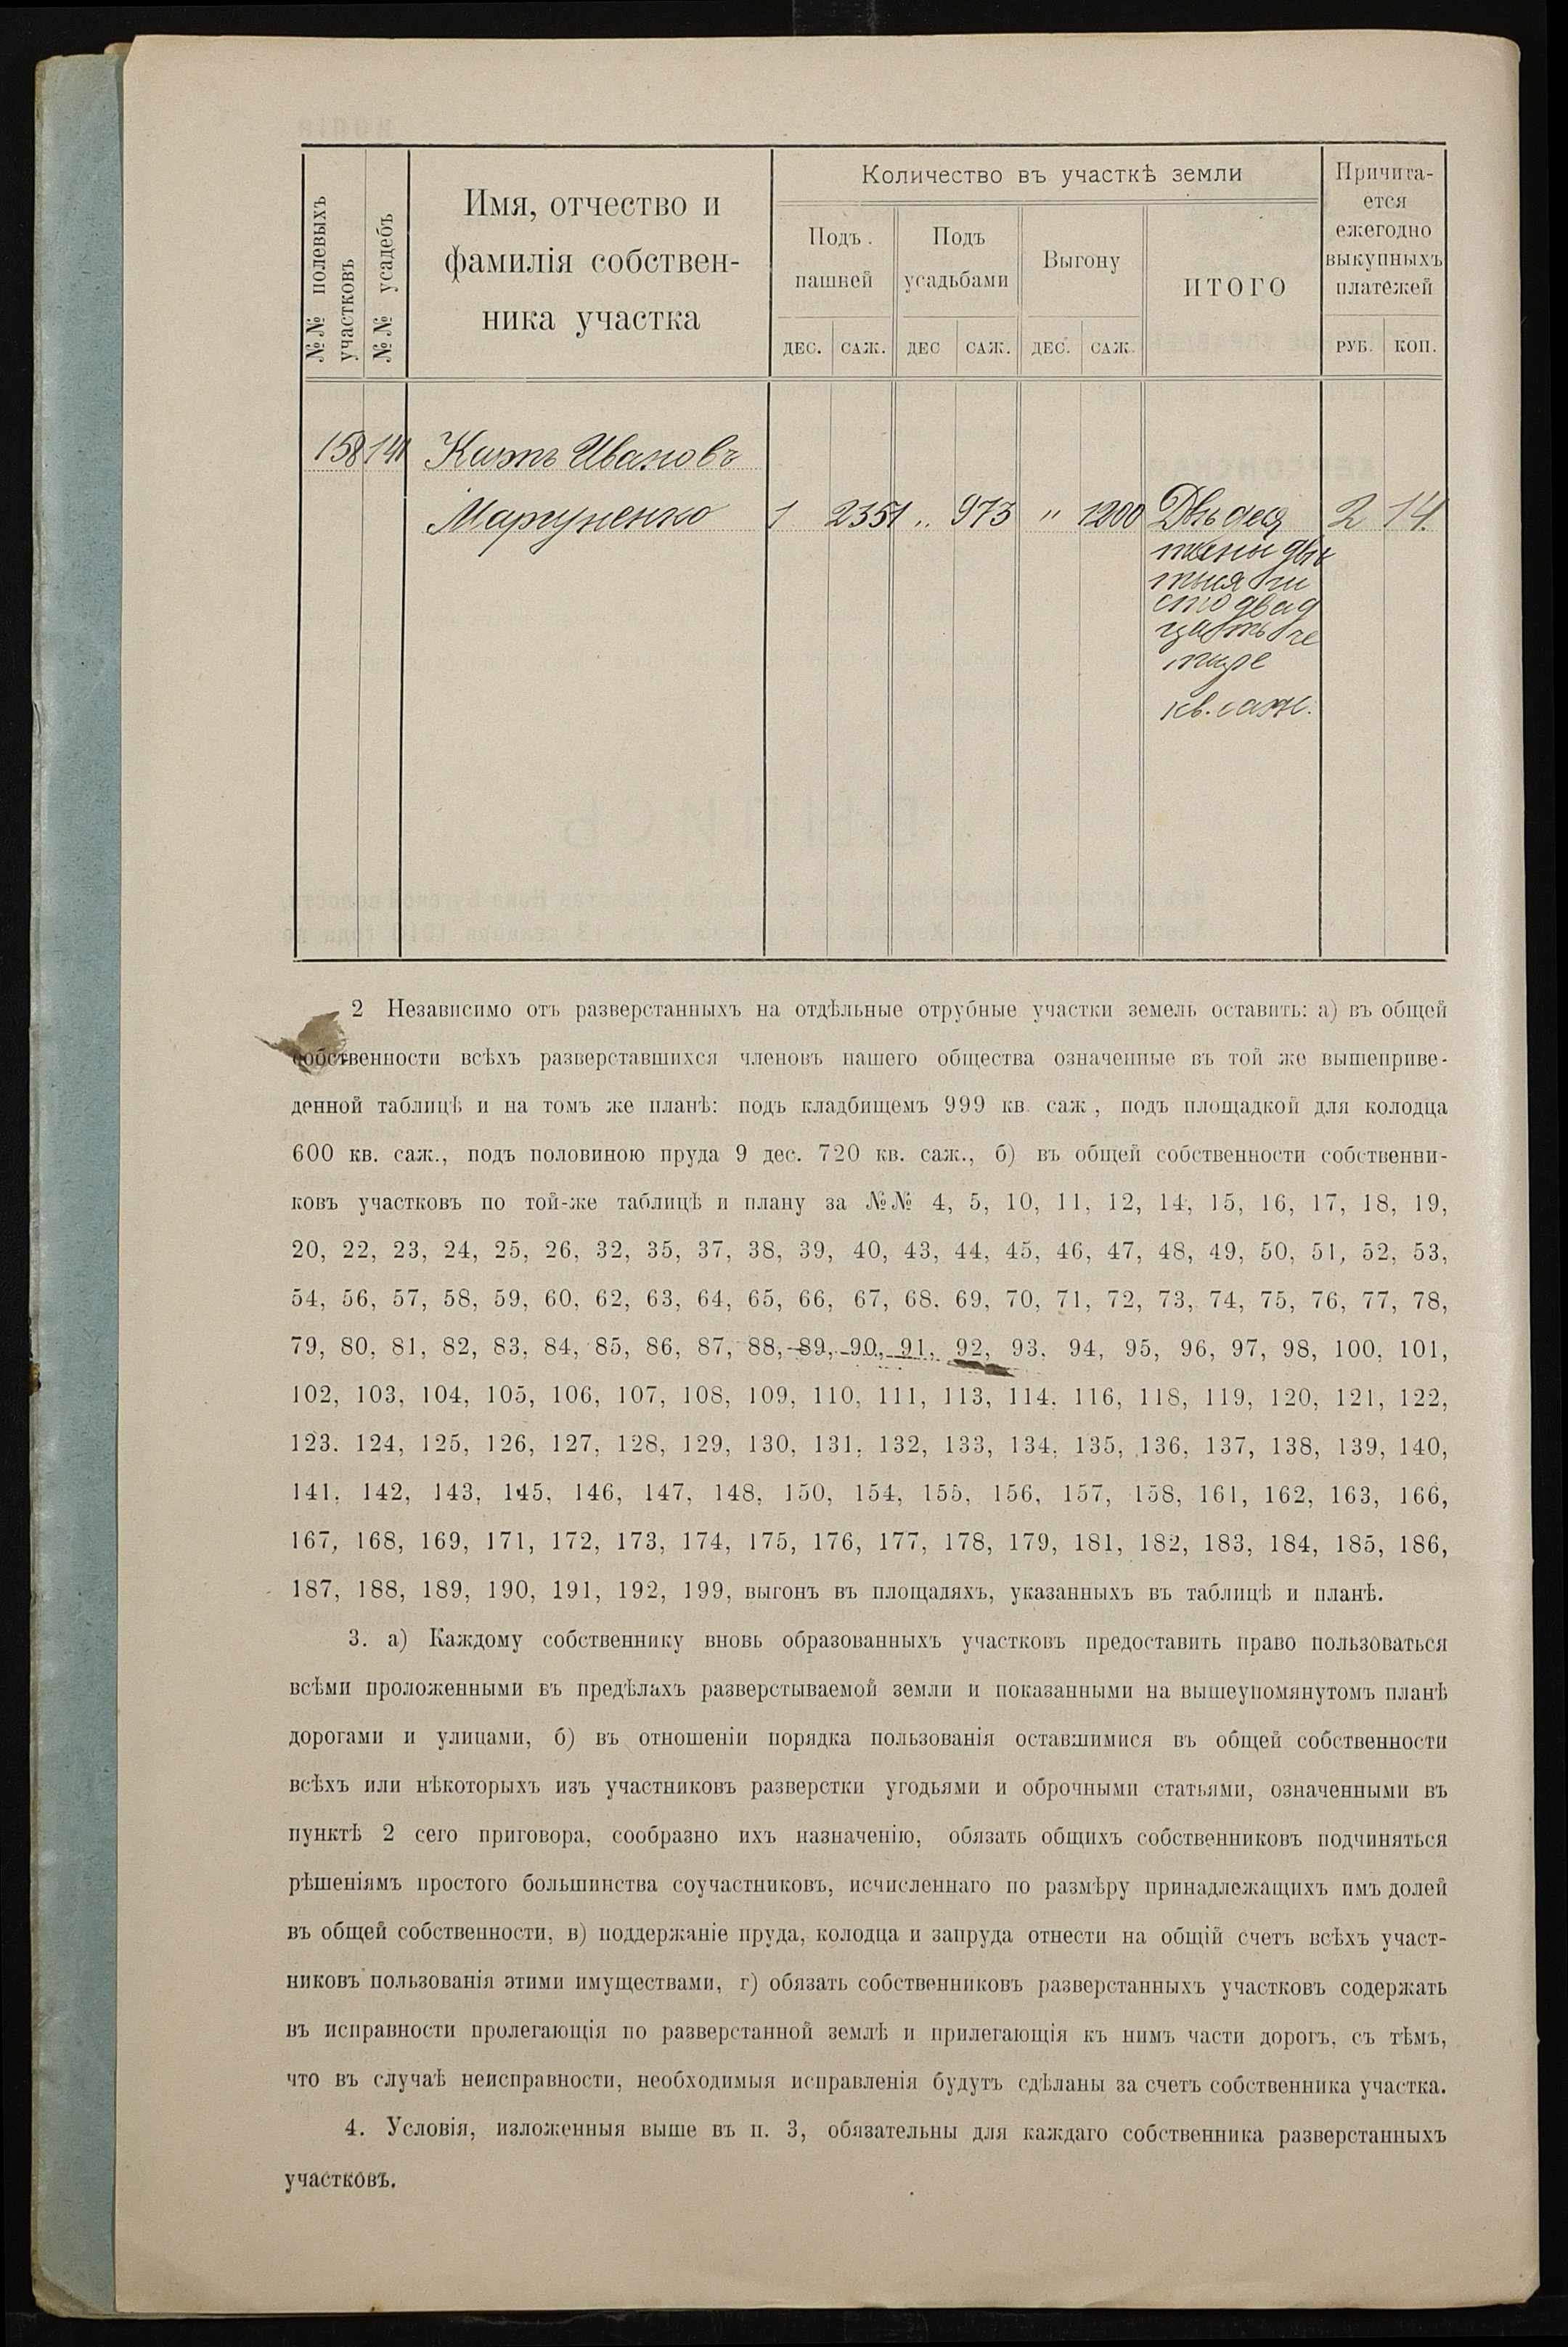 №№ полевыхъ участковъ
№№ усадебъ
Имя, отчество и
фамилія собствен-
ника участка
Количество въ участкѣ земли
Подъ
пашней
Подъ
усадьбами
Выгону
ИТОГО
Причита-
ется
ежегодно
выкупныхъ
платежей
ДЕС. САЖ. ДЕС САЖ. ДЕС. САЖ. РУБ. КОП.
158 141 Ивановъ
1 2351 „ 973 „ 1200 Двѣ деся 2 14.
тины двѣ
тысячи
сто двад
цать че
тыре
кв. саж.
2 Независимо отъ разверстанныхъ на отдѣльные отрубные участки земель оставить: а) въ общей
собственности всѣхъ разверставшихся членовъ нашего общества означенные въ той же вышеприве-
денной таблицѣ и на томъ же планѣ: подъ кладбищемъ 999 кв. саж., подъ площадкой для колодца
600 кв. саж., подъ половиною пруда 9 дес. 720 кв. саж., б) въ общей собственности собственни-
ковъ участковъ по той-же таблицѣ и плану за №№ 4, 5, 10, 11, 12, 14, 15, 16, 17, 18, 19,
20, 22, 23, 24, 25, 26, 32, 35, 37, 38, 39, 40, 43, 44, 45, 46, 47, 48, 49, 50, 51, 52, 53,
54, 56, 57, 58, 59, 60, 62, 63, 64, 65, 66, 67, 68. 69, 70, 71, 72, 73, 74, 75, 76, 77, 78,
79, 80, 81, 82, 83, 84, 85, 86, 87, 88, 89, 90, 91, 92, 93, 94, 95, 96, 97, 98, 100, 101,
102, 103, 104, 105, 106, 107, 108, 109, 110, 111, 113, 114. 116, 118, 119, 120, 121, 122,
123. 124, 125, 126, 127, 128, 129, 130, 131, 132, 133, 134, 135, 136, 137, 138, 139, 140,
141, 142, 143, 145, 146, 147, 148, 150, 154, 155, 156, 157, 158, 161, 162, 163, 166,
167, 168, 169, 171, 172, 173, 174, 175, 176, 177, 178, 179, 181, 182, 183, 184, 185, 186,
187, 188, 189, 190, 191, 192, 199, выгонъ въ площадяхъ, указанныхъ въ таблицѣ и планѣ.
3. а) Каждому собственнику вновь образованныхъ участковъ предоставить право пользоваться
всѣми проложенными въ предѣлахъ разверстываемой земли и показанными на вышеупомянутомъ планѣ
дорогами и улицами, б) въ отношеніи порядка пользованія оставшимися въ общей собственности
всѣхъ или нѣкоторыхъ изъ участниковъ разверстки угодьями и оброчными статьями, означенными въ
пунктѣ 2 сего приговора, сообразно ихъ назначенію, обязать общихъ собственниковъ подчиняться
рѣшеніямъ простого большинства соучастниковъ, исчисленнаго по размѣру принадлежащихъ имъ долей
въ общей собственности, в) поддержаніе пруда, колодца и запруда отнести на общій счетъ всѣхъ участ-
никовъ пользованія этими имуществами, г) обязать собственниковъ разверстанныхъ участковъ содержать
въ исправности пролегающія по разверстанной землѣ и прилегающія къ нимъ части дорогъ, съ тѣмъ,
что въ случаѣ неисправности, необходимыя исправленія будутъ сдѣланы за счетъ собственника участка.
4. Условія, изложенныя выше въ п. 3, обязательны для каждаго собственника разверстанныхъ
участковъ.